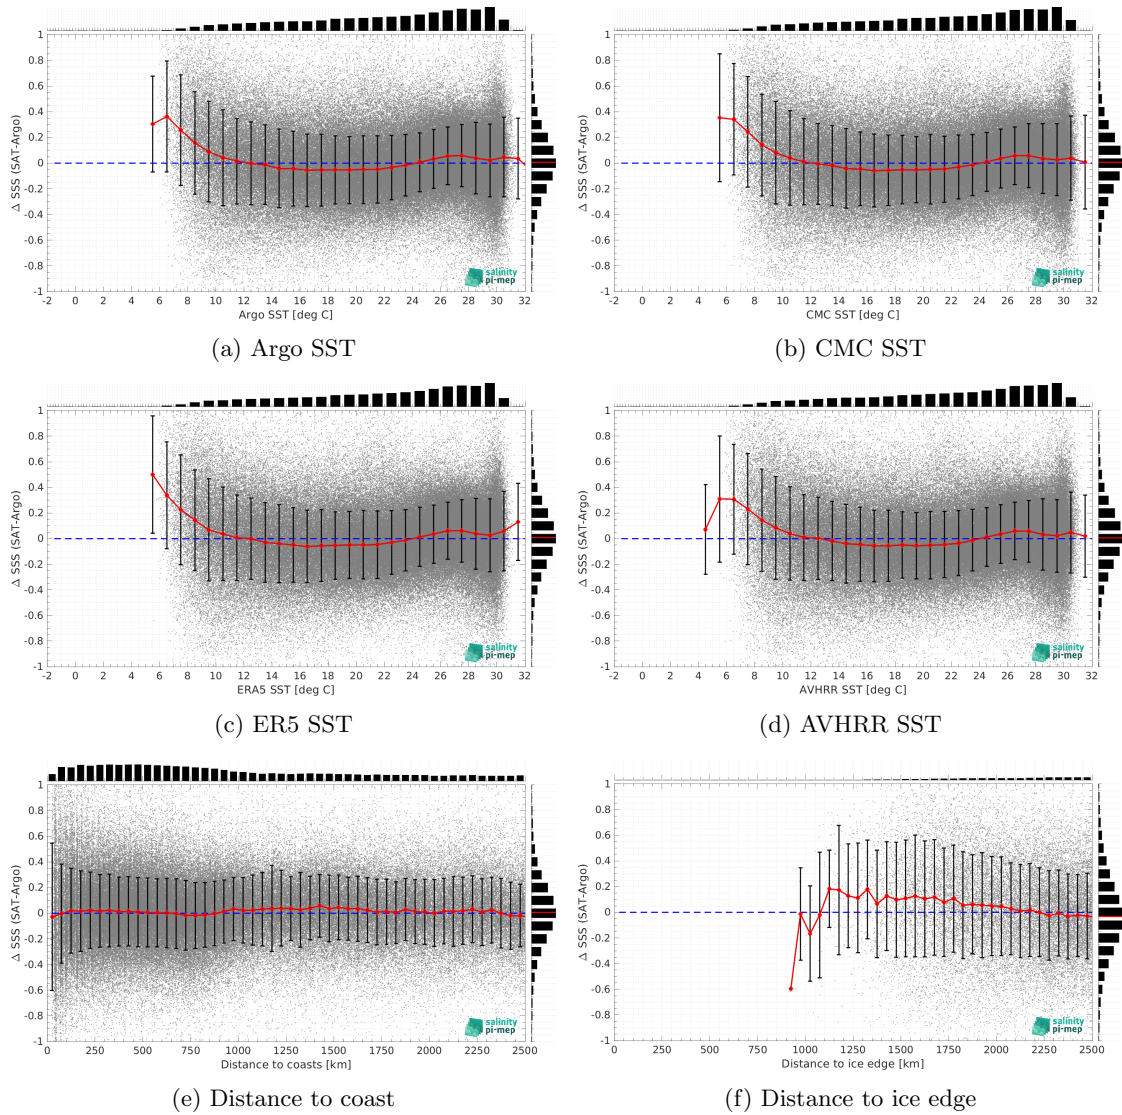 1
0.8
0.6
0.4
0.2
0
-0.2
-0.4
-0.6
-0.8
-1
Δ SSS (SAT-Argo)
-2 0 2 4 6 8 10 12 14 16 18 20 22 24 26 28 30 32
Argo SST [deg C]
salinity
pi-mep
(a) Argo SST
1
0.8
0.6
0.4
0.2
0
-0.2
-0.4
-0.6
-0.8
-1
Δ SSS (SAT-Argo)
-2 0 2 4 6 8 10 12 14 16 18 20 22 24 26 28 30 32
CMC SST [deg C]
salinity
pi-mep
(b) CMC SST
1
0.8
0.6
0.4
0.2
0
-0.2
-0.4
-0.6
-0.8
-1
Δ SSS (SAT-Argo)
-2 0 2 4 6 8 10 12 14 16 18 20 22 24 26 28 30 32
ERA5 SST [deg C]
salinity
pi-mep
(c) ER5 SST
1
0.8
0.6
0.4
0.2
0
-0.2
-0.4
-0.6
-0.8
-1
Δ SSS (SAT-Argo)
-2 0 2 4 6 8 10 12 14 16 18 20 22 24 26 28 30 32
AVHRR SST [deg C]
salinity
pi-mep
(d) AVHRR SST
1
0.8
0.6
0.4
0.2
0
-0.2
-0.4
-0.6
-0.8
-1
Δ SSS (SAT-Argo)
0 250 500 750 1000 1250 1500 1750 2000 2250 2500
Distance to coasts [km]
salinity
pi-mep
(e) Distance to coast
1
0.8
0.6
0.4
0.2
0
-0.2
-0.4
-0.6
-0.8
-1
Δ SSS (SAT-Argo)
0 250 500 750 1000 1250 1500 1750 2000 2250 2500
Distance to ice edge [km]
salinity
pi-mep
(f) Distance to ice edge